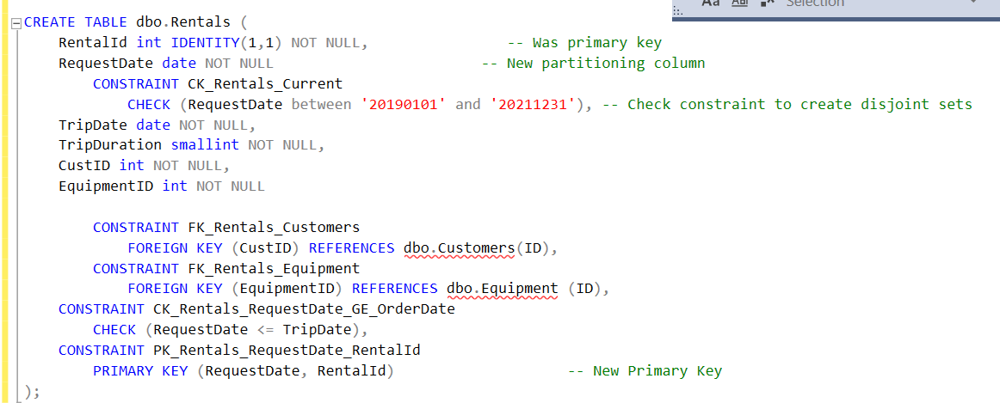 Aa Abl Selection
CREATE TABLE dbo.Rentals (
RentalId int IDENTITY(1,1) NOT NULL, -- Was primary key
RequestDate date NOT NULL -- New partitioning column
CONSTRAINT CK_Rentals_Current
CHECK (RequestDate between '20190101' and '20211231'), -- Check constraint to create disjoint sets
TripDate date NOT NULL,
TripDuration smallint NOT NULL,
CustID int NOT NULL,
EquipmentID int NOT NULL
CONSTRAINT FK_Rentals_Customers
FOREIGN KEY (CustID) REFERENCES dbo.Customers(ID),
CONSTRAINT FK_Rentals_Equipment
FOREIGN KEY (EquipmentID) REFERENCES dbo.Equipment (ID),
CONSTRAINT CK_Rentals_RequestDate_GE_OrderDate
CHECK (RequestDate <= TripDate),
CONSTRAINT PK_Rentals_RequestDate_RentalId
PRIMARY KEY (RequestDate, RentalId) -- New Primary Key
);